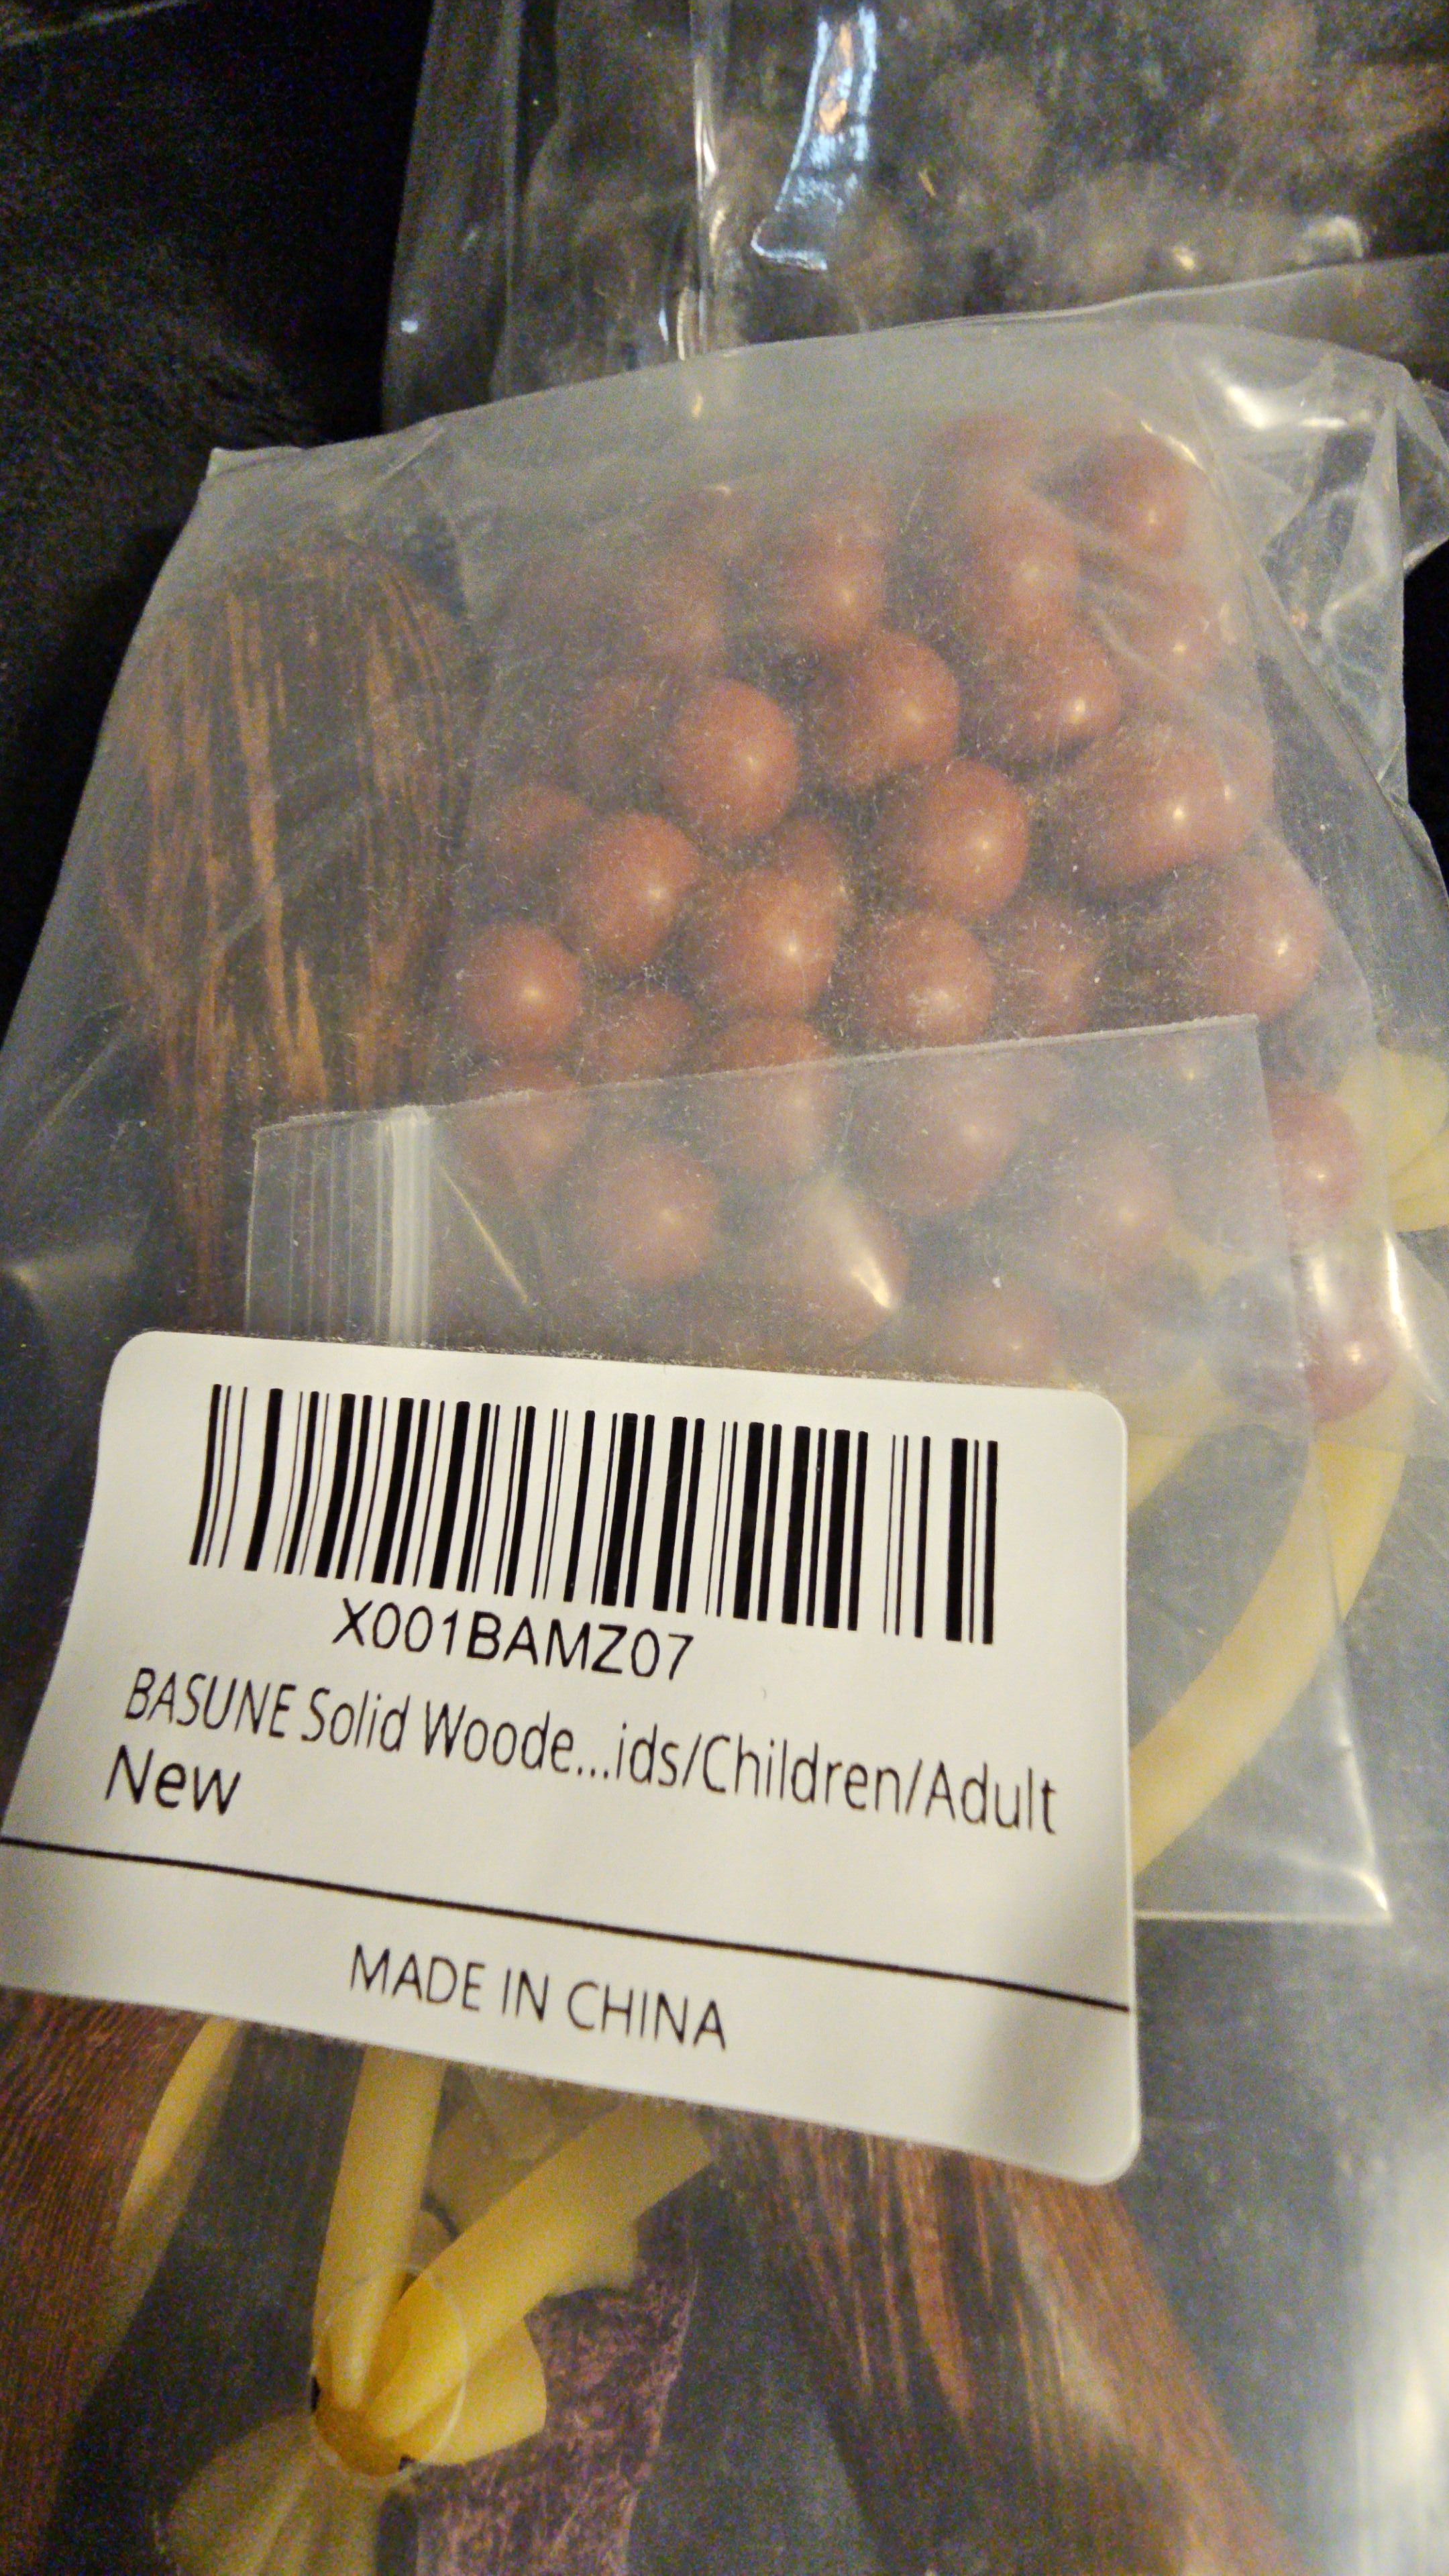 X001BAMZ07
BASUNE Solid Woode...ids/Children/Adult
New
MADE IN CHINA